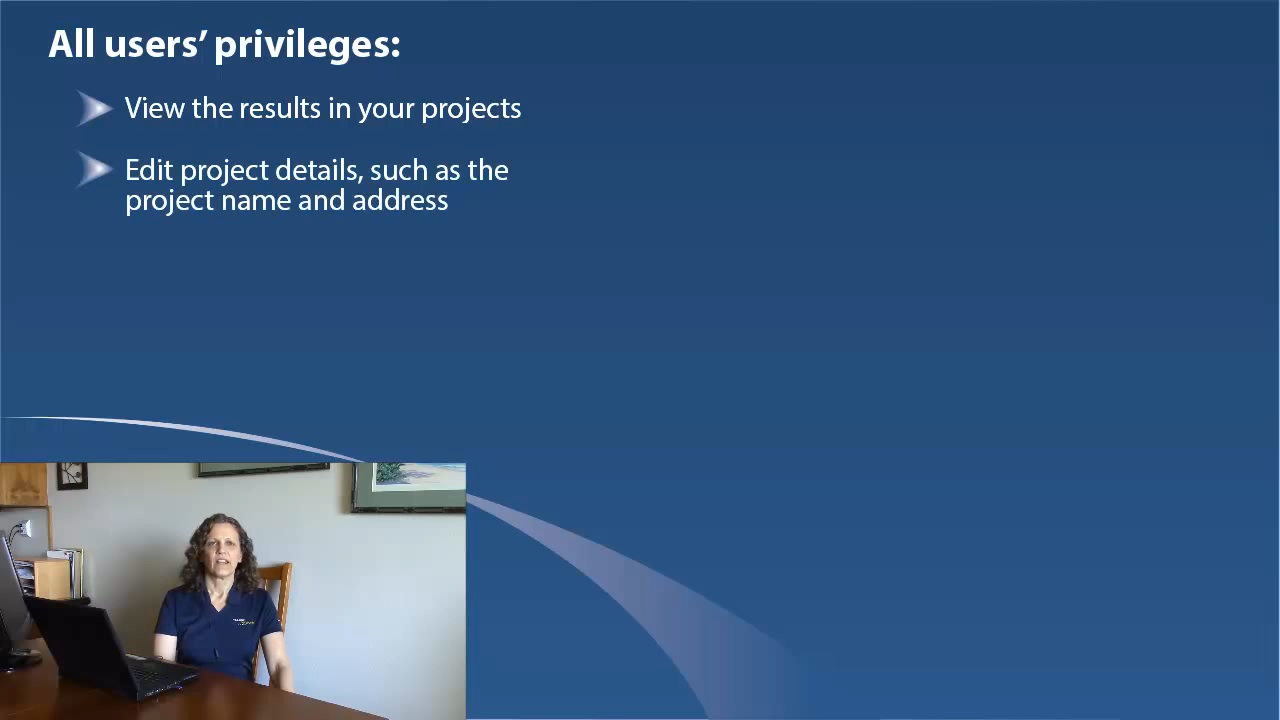 All users’ privileges:
View the results in your projects
Edit project details, such as the
project name and address